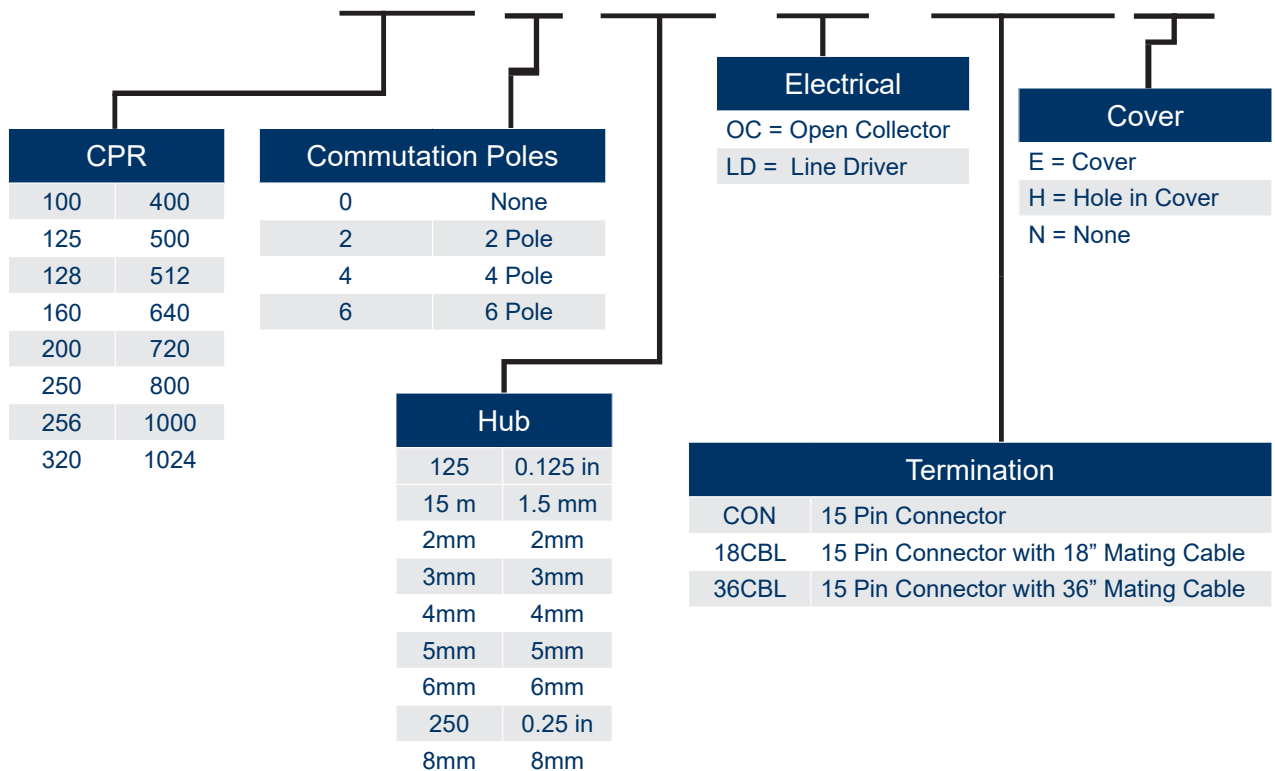 CPR
100 400
125 500
128 512
160 640
200 720
250 800
256 1000
320 1024
Commutation Poles
0 None
2 2 Pole
4 4 Pole
6 6 Pole
Hub
125 0.125 in
15 m 1.5 mm
2mm 2mm
3mm 3mm
4mm 4mm
5mm 5mm
6mm 6mm
250 0.25 in
8mm 8mm
Electrical
OC = Open Collector
LD = Line Driver
Termination
CON 15 Pin Connector
18CBL 15 Pin Connector with 18” Mating Cable
36CBL 15 Pin Connector with 36” Mating Cable
Cover
E = Cover
H = Hole in Cover
N = None